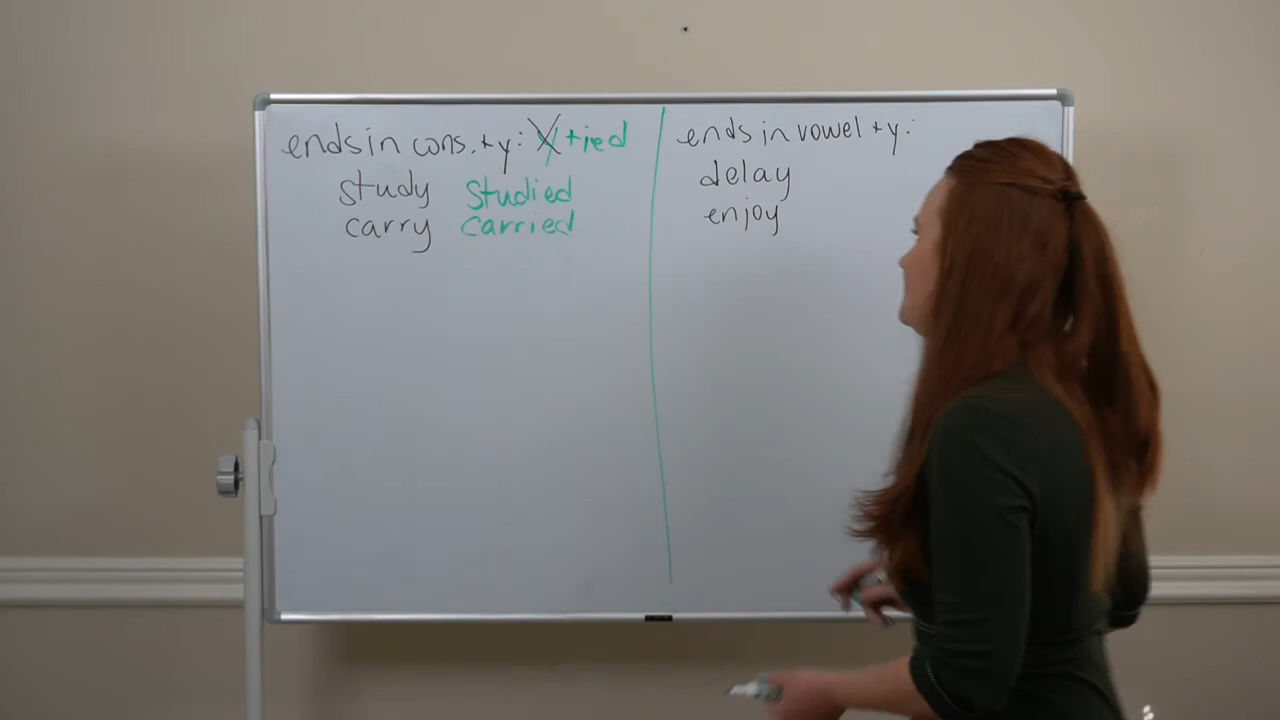 ends in cons. + y: y + ied
study studied
carry carried
ends in vowel + y:
delay
enjoy